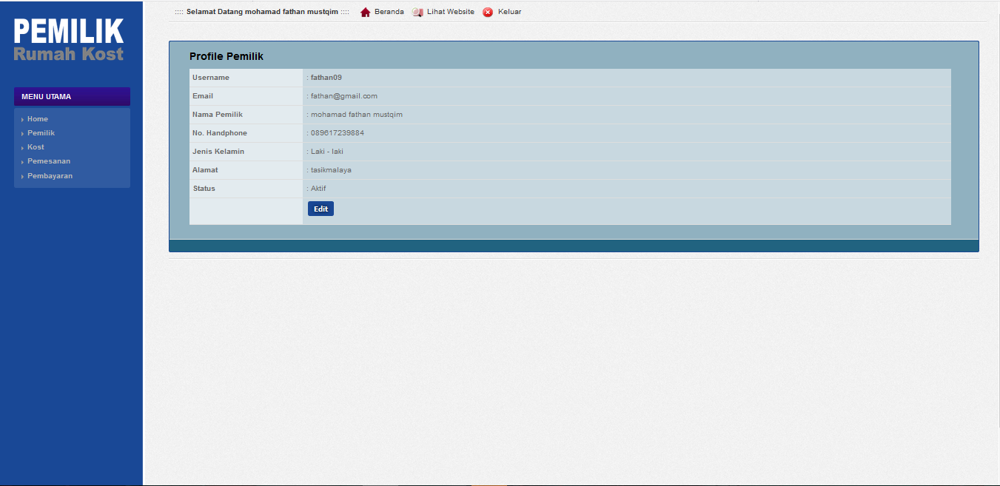 PEMILIK
Rumah Kost
MENU UTAMA
Home
Pemilik
Kost
Pemesanan
Pembayaran
:::: Selamat Datang mohamad fathan mustqim :::: Beranda Lihat Website Keluar
Profile Pemilik
Username : fathan09
Email : fathan@gmail.com
Nama Pemilik : mohamad fathan mustqim
No. Handphone : 089617239884
Jenis Kelamin : Laki - laki
Alamat : tasikmalaya
Status : Aktif
Edit